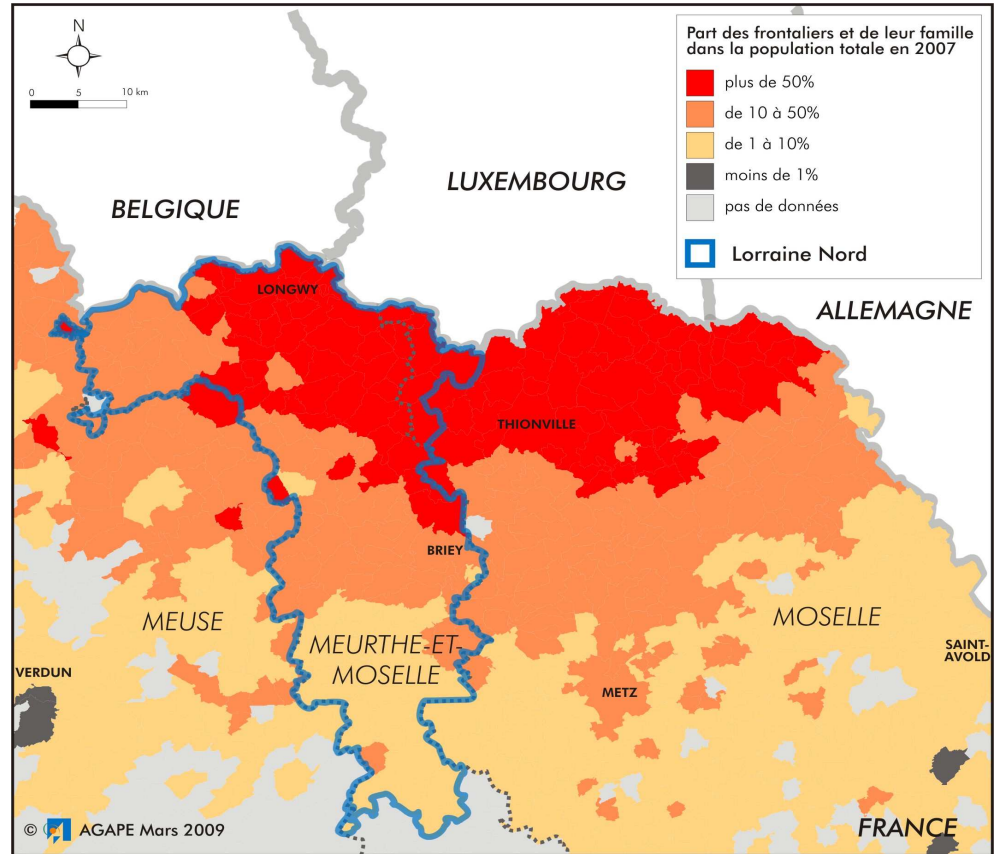 N
0 5 10 km
Part des frontaliers et de leur famille
dans la population totale en 2007
plus de 50%
de 10 à 50%
de 1 à 10%
moins de 1%
pas de données
Lorraine Nord
BELGIQUE
LUXEMBOURG
ALLEMAGNE
LONGWY
THIONVILLE
BRIEY
MEUSE
MEURTHE-ET-
MOSELLE
MOSELLE
SAINT-
AVOLD
VERDUN
METZ
© AGAPE Mars 2009
FRANCE